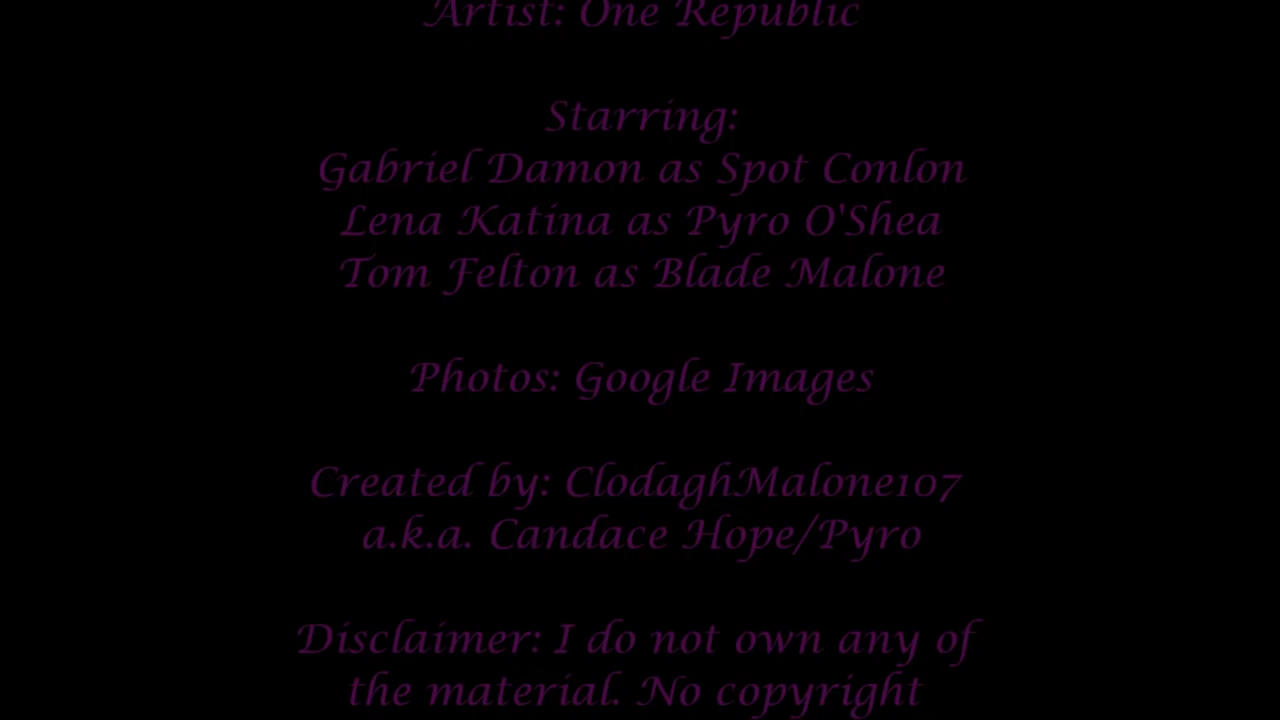 Artist: One Republic
Starring:
Gabriel Damon as Spot Conlon
Lena Katina as Pyro O'Shea
Tom Felton as Blade Malone
Photos: Google Images
Created by: ClodaghMalone107
a.k.a. Candace Hope/Pyro
Disclaimer: I do not own any of
the material. No copyright